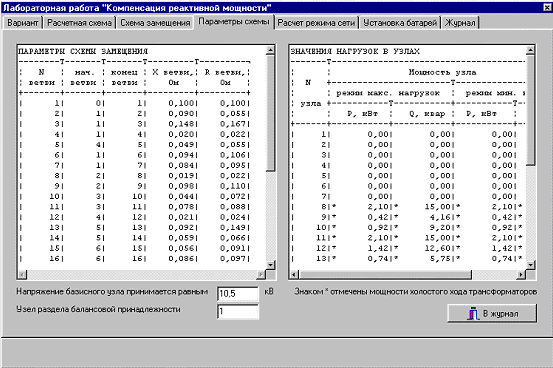 Лабораторная работа "Компенсация реактивной мощности"
Вариант Расчетная схема Схема замещения Параметры схемы Расчет режима сети Установка батарей Журнал
ПАРАМЕТРЫ СХЕМЫ ЗАМЕЩЕНИЯ
N ветви нач. ветви конец ветви X ветви, Ом R ветви, Ом
1 0 1 0,100 0,100
2 1 2 0,090 0,055
3 1 3 0,148 0,167
4 1 4 0,020 0,022
5 4 5 0,049 0,055
6 1 6 0,094 0,106
7 1 7 0,084 0,095
8 2 8 0,019 0,022
9 2 9 0,098 0,110
10 3 10 0,044 0,072
11 3 11 0,078 0,088
12 4 12 0,021 0,024
13 5 13 0,092 0,149
14 5 14 0,059 0,066
15 6 15 0,056 0,091
16 6 16 0,086 0,097
ЗНАЧЕНИЯ НАГРУЗОК В УЗЛАХ
N узла
Мощность узла
режим макс. нагрузок режим мин. н
P, кВт Q, квар P, кВт
1 0,00 0,00 0,00
2 0,00 0,00 0,00
3 0,00 0,00 0,00
4 0,00 0,00 0,00
5 0,00 0,00 0,00
6 0,00 0,00 0,00
7 0,00 0,00 0,00
8 * 2,10 * 15,00 * 2,10 *
9 * 0,42 * 4,16 * 0,42 *
10 * 0,92 * 9,20 * 0,92 *
11 * 2,10 * 15,00 * 2,10 *
12 * 1,42 * 12,60 * 1,42 *
13 * 0,74 * 5,75 * 0,74 *
Напряжение базисного узла принимается равным 10,5 кВ
Узел раздела балансовой принадлежности 1
Знаком * отмечены мощности холостого хода трансформаторов
В журнал